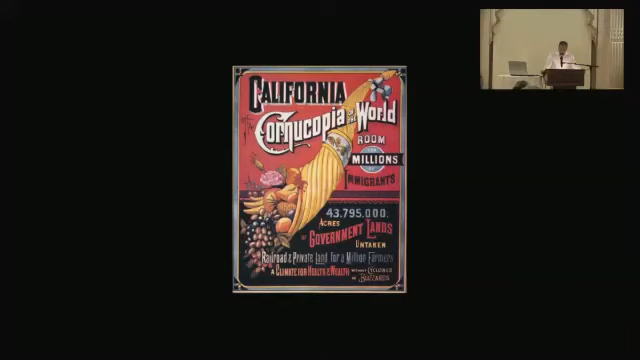 CALIFORNIA
Cornucopia of the World
ROOM
FOR
MILLIONS
OF
IMMIGRANTS
43,795,000.
ACRES
OF GOVERNMENT LANDS
UNTAKEN
Railroad & Private Land for a Million Farmers
A CLIMATE FOR HEALTH & WEALTH WITHOUT CYCLONES
OR BLIZZARDS